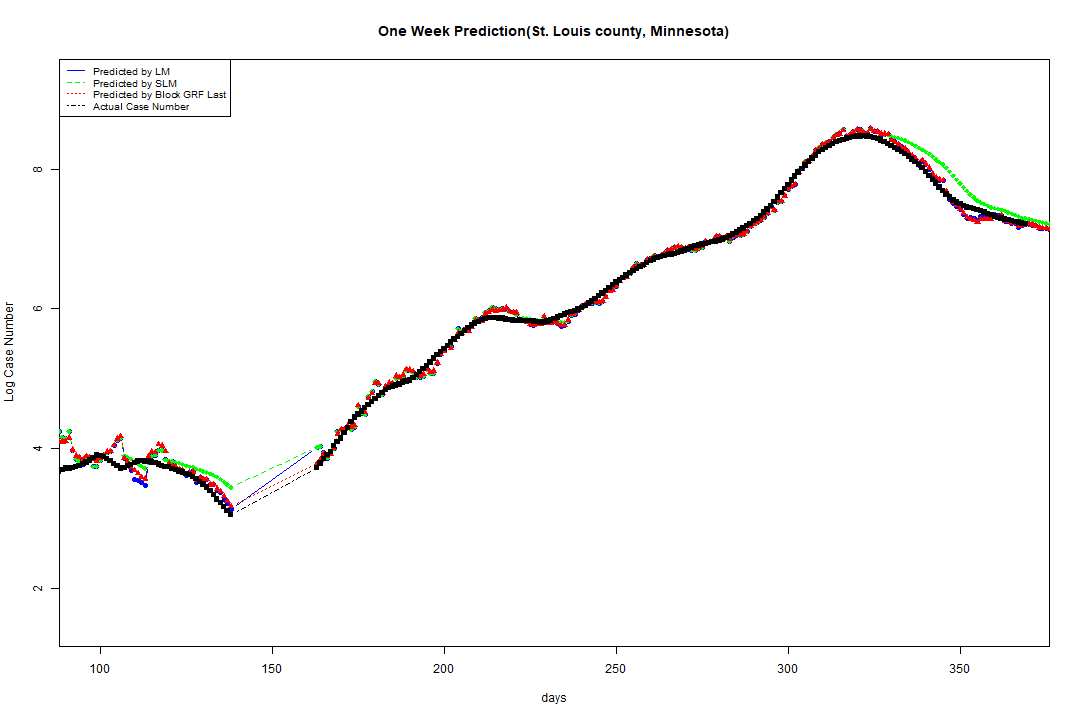 One Week Prediction(St. Louis county, Minnesota)
Predicted by LM
Predicted by SLM
Predicted by Block GRF Last
Actual Case Number
8
6
4
2
Log Case Number
100 150 200 250 300 350
days